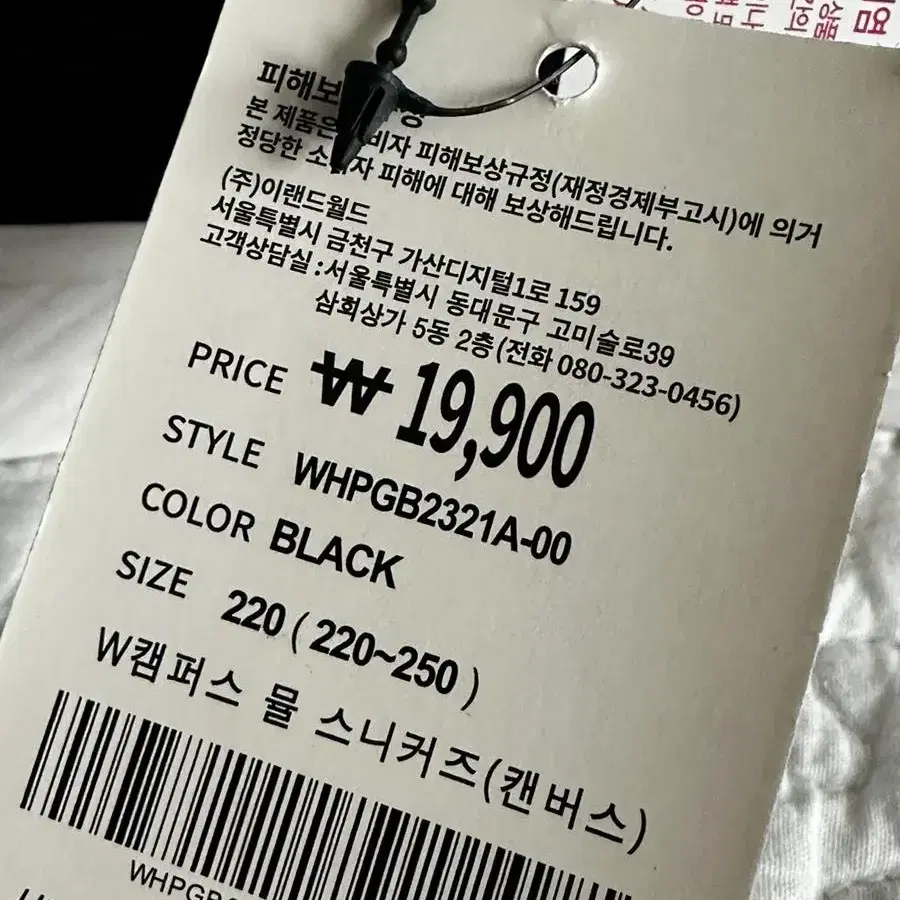 피해보
본 제품은 비자 피해보상규정(재정경제부고시)에 의거
정당한 소 자 피해에 대해 보상해드립니다.
(주)이랜드월드
서울특별시 금천구 가산디지털1로 159
고객상담실 : 서울특별시 동대문구 고미술로39
삼희상가 5동 2층(전화 080-323-0456)
PRICE ₩ 19,900
STYLE WHPGB2321A-00
COLOR BLACK
SIZE 220 ( 220~250 )
W캠퍼스 뮬 스니커즈(캔버스)